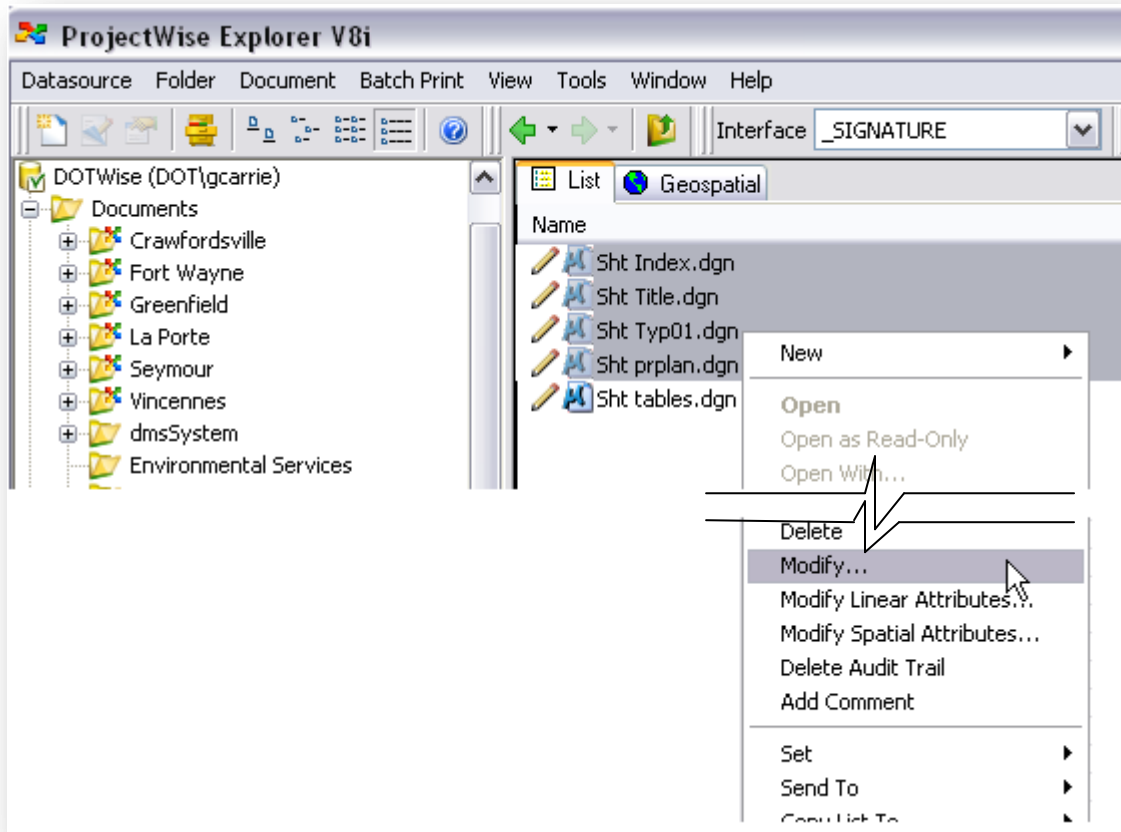 ProjectWise Explorer V8i
Datasource Folder Document Batch Print View Tools Window Help
Interface _SIGNATURE
DOTWise (DOT\gcarrie)
Documents
Crawfordsville
Fort Wayne
Greenfield
La Porte
Seymour
Vincennes
dmsSystem
Environmental Services
List Geospatial
Name
Sht Index.dgn
Sht Title.dgn
Sht Typ01.dgn
Sht prplan.dgn
Sht tables.dgn
New
Open
Open as Read-Only
Open With...
Delete
Modify...
Modify Linear Attributes...
Modify Spatial Attributes...
Delete Audit Trail
Add Comment
Set
Send To
Copy List To